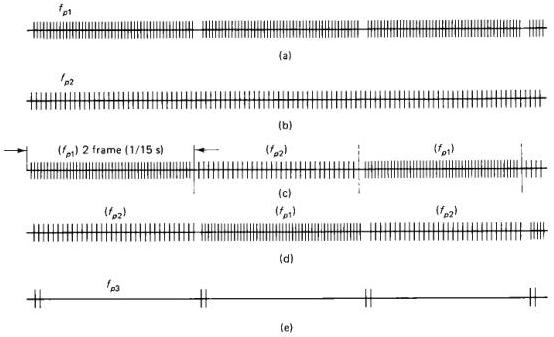 fp1
(a)
fp2
(b)
(fp1) 2 frame (1/15 s)
(fp2)
(fp1)
(c)
(fp2)
(fp1)
(fp2)
(d)
fp3
(e)